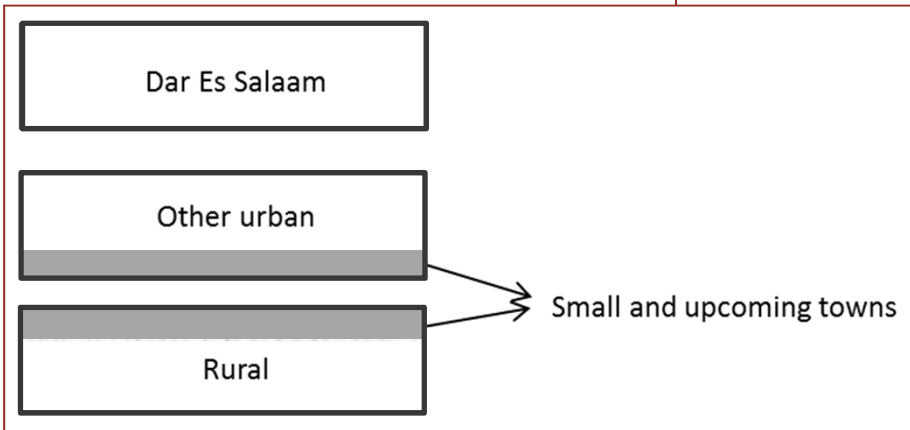 Dar Es Salaam
Other urban
Small and upcoming towns
Rural